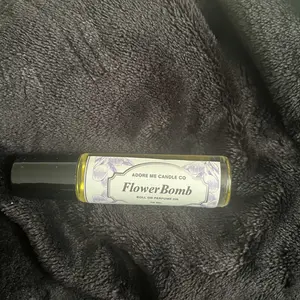 ADORE ME CANDLE CO
FlowerBomb
ROLL-ON PERFUME OIL